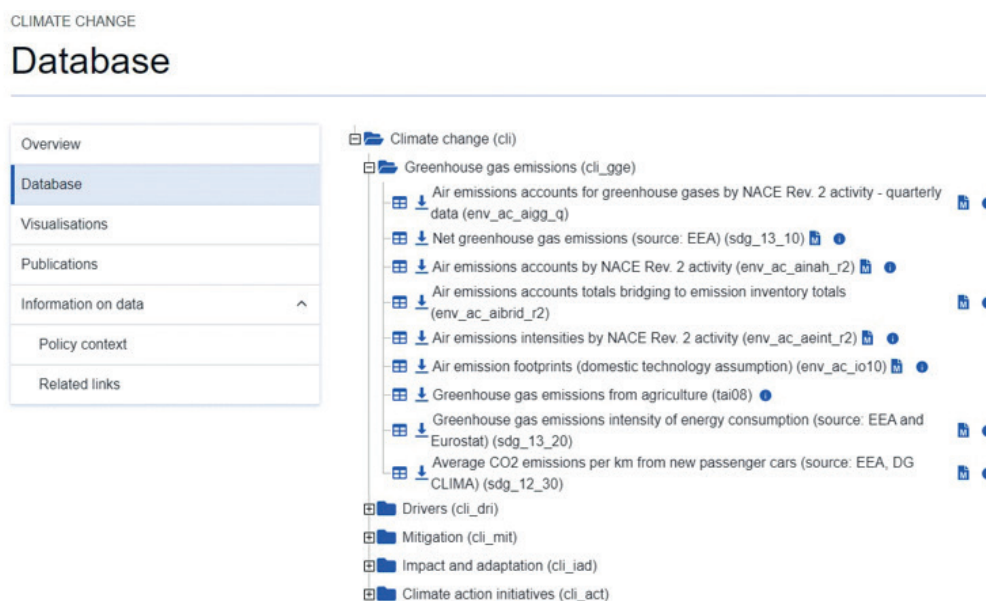 CLIMATE CHANGE
Database
Overview
Database
Visualisations
Publications
Information on data
Policy context
Related links
Climate change (cli)
Greenhouse gas emissions (cli_gge)
Air emissions accounts for greenhouse gases by NACE Rev. 2 activity - quarterly
data (env_ac_aigg_q)
Net greenhouse gas emissions (source: EEA) (sdg_13_10)
Air emissions accounts by NACE Rev. 2 activity (env_ac_ainah_r2)
Air emissions accounts totals bridging to emission inventory totals
(env_ac_aibrid_r2)
Air emissions intensities by NACE Rev. 2 activity (env_ac_aeint_r2)
Air emission footprints (domestic technology assumption) (env_ac_io10)
Greenhouse gas emissions from agriculture (tai08)
Greenhouse gas emissions intensity of energy consumption (source: EEA and
Eurostat) (sdg_13_20)
Average CO2 emissions per km from new passenger cars (source: EEA, DG
CLIMA) (sdg_12_30)
Drivers (cli_dri)
Mitigation (cli_mit)
Impact and adaptation (cli_iad)
Climate action initiatives (cli_act)